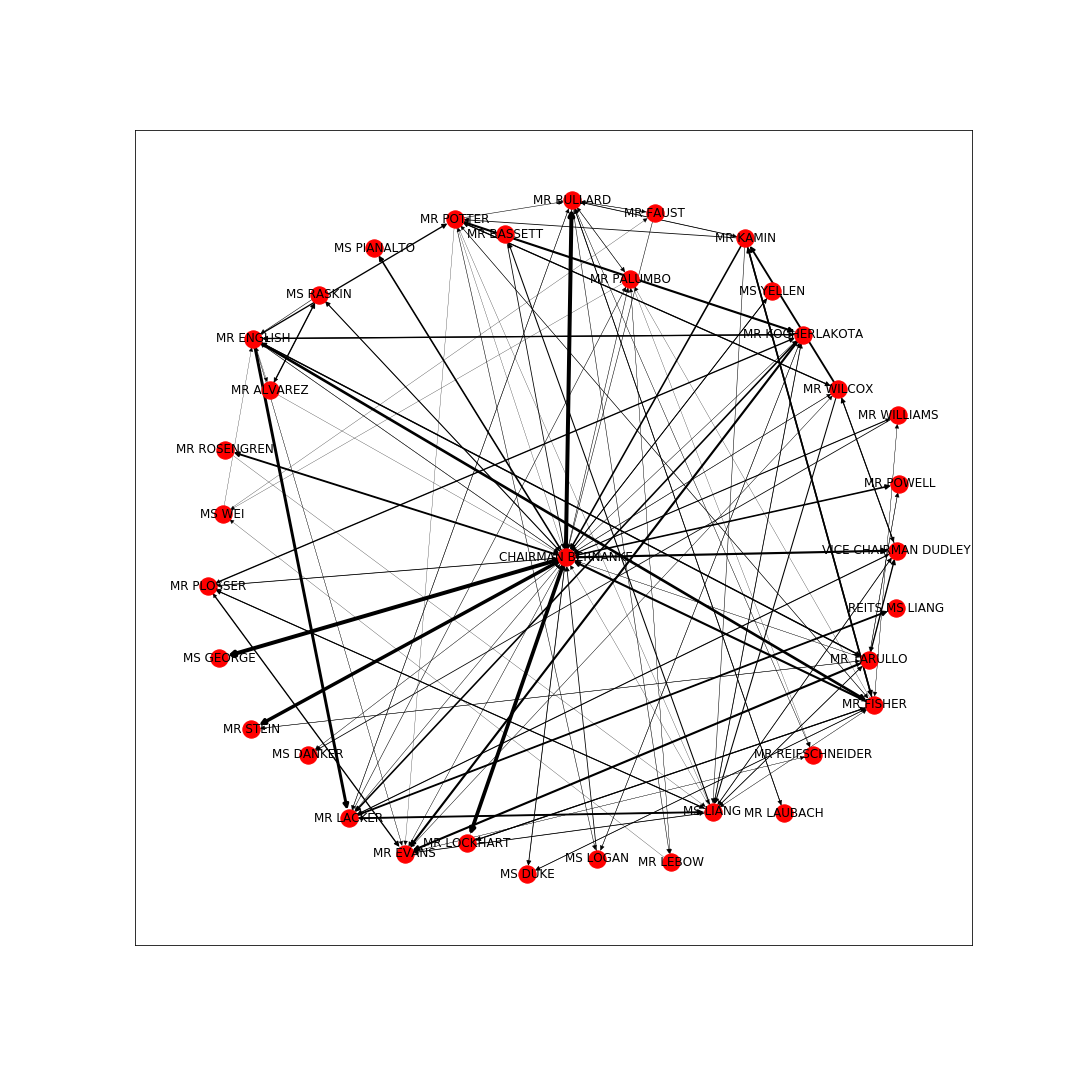 MR BULLARD
MR FAUST
MR POTTER
MR BASSETT
MR KAMIN
MS PIANALTO
MR PALUMBO
MS YELLEN
MS RASKIN
MR KOCHERLAKOTA
MR ENGLISH
MR ALVAREZ
MR WILCOX
MR WILLIAMS
MR ROSENGREN
MR POWELL
MS WEI
VICE CHAIRMAN DUDLEY
CHAIRMAN BERNANKE
MR PLOSSER
REITS MS LIANG
MS GEORGE
MR TARULLO
MR FISHER
MR STEIN
MS DANKER
MR REIFSCHNEIDER
MS LIANG
MR LAUBACH
MR LACKER
MR LOCKHART
MR EVANS
MS LOGAN
MR LEBOW
MS DUKE